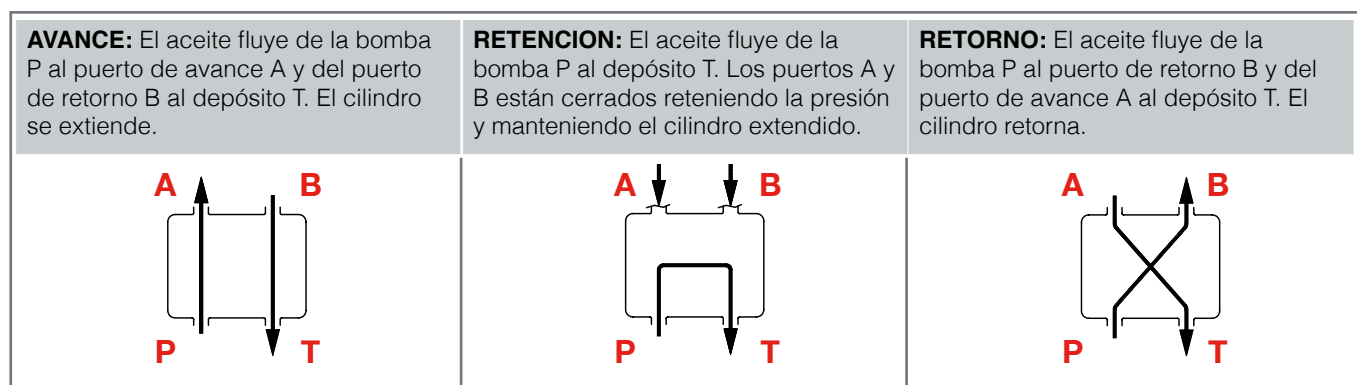 AVANCE: El aceite fluye de la bomba
P al puerto de avance A y del puerto
de retorno B al depósito T. El cilindro
se extiende.
RETENCION: El aceite fluye de la
bomba P al depósito T. Los puertos A y
B están cerrados reteniendo la presión
y manteniendo el cilindro extendido.
RETORNO: El aceite fluye de la
bomba P al puerto de retorno B y del
puerto de avance A al depósito T. El
cilindro retorna.
A B
P T
A B
P T
A B
P T